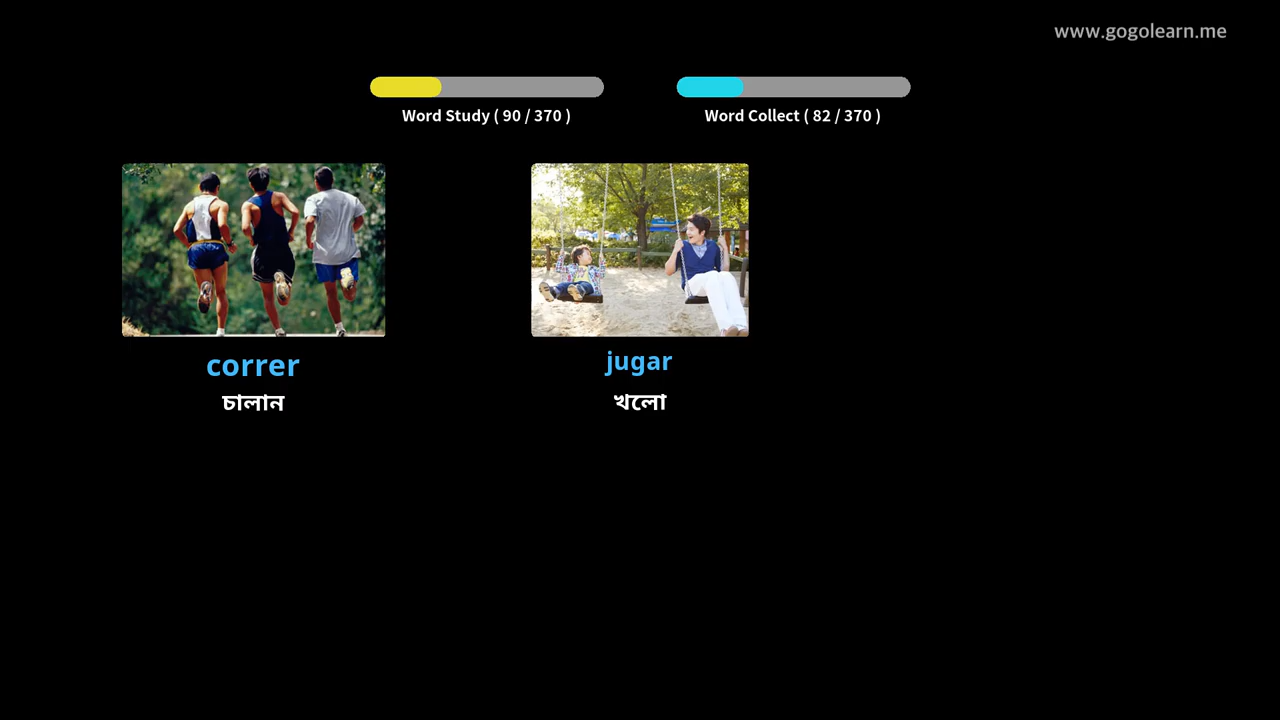 www.gogolearn.me
Word Study ( 90 / 370 )
Word Collect ( 82 / 370 )
correr
jugar
চালান
খলো